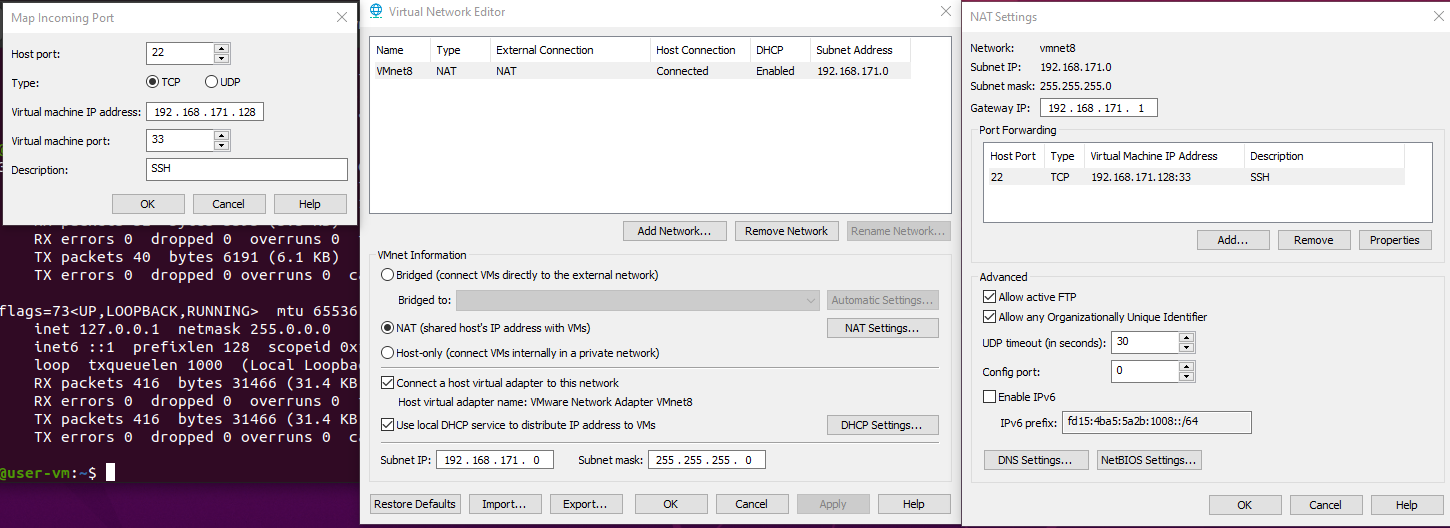 Map Incoming Port
Host port: 22
Type: TCP UDP
Virtual machine IP address: 192 . 168 . 171 . 128
Virtual machine port: 33
Description: SSH
OK Cancel Help
RX errors 0 dropped 0 overruns 0
TX packets 40 bytes 6191 (6.1 KB)
TX errors 0 dropped 0 overruns 0
flags=73<UP,LOOPBACK,RUNNING> mtu 65536
inet 127.0.0.1 netmask 255.0.0.0
inet6 ::1 prefixlen 128 scopeid
loop txqueuelen 1000 (Local Loopba
RX packets 416 bytes 31466 (31.4 KB
RX errors 0 dropped 0 overruns 0
TX packets 416 bytes 31466 (31.4 KB
TX errors 0 dropped 0 overruns 0
@user-vm:~$
Virtual Network Editor
Name Type External Connection Host Connection DHCP Subnet Address
VMnet8 NAT NAT Connected Enabled 192.168.171.0
Add Network... Remove Network Rename Network...
VMnet Information
Bridged (connect VMs directly to the external network)
Bridged to: Automatic Settings...
NAT (shared host's IP address with VMs) NAT Settings...
Host-only (connect VMs internally in a private network)
Connect a host virtual adapter to this network
Host virtual adapter name: VMware Network Adapter VMnet8
Use local DHCP service to distribute IP address to VMs DHCP Settings...
Subnet IP: 192 . 168 . 171 . 0 Subnet mask: 255 . 255 . 255 . 0
Restore Defaults Import... Export... OK Cancel Apply Help
NAT Settings
Network: vmnet8
Subnet IP: 192.168.171.0
Subnet mask: 255.255.255.0
Gateway IP: 192 . 168 . 171 . 1
Port Forwarding
Host Port Type Virtual Machine IP Address Description
22 TCP 192.168.171.128:33 SSH
Add... Remove Properties
Advanced
Allow active FTP
Allow any Organizationally Unique Identifier
UDP timeout (in seconds): 30
Config port: 0
Enable IPv6
IPv6 prefix: fd15:4ba5:5a2b:1008::/64
DNS Settings... NetBIOS Settings...
OK Cancel Help